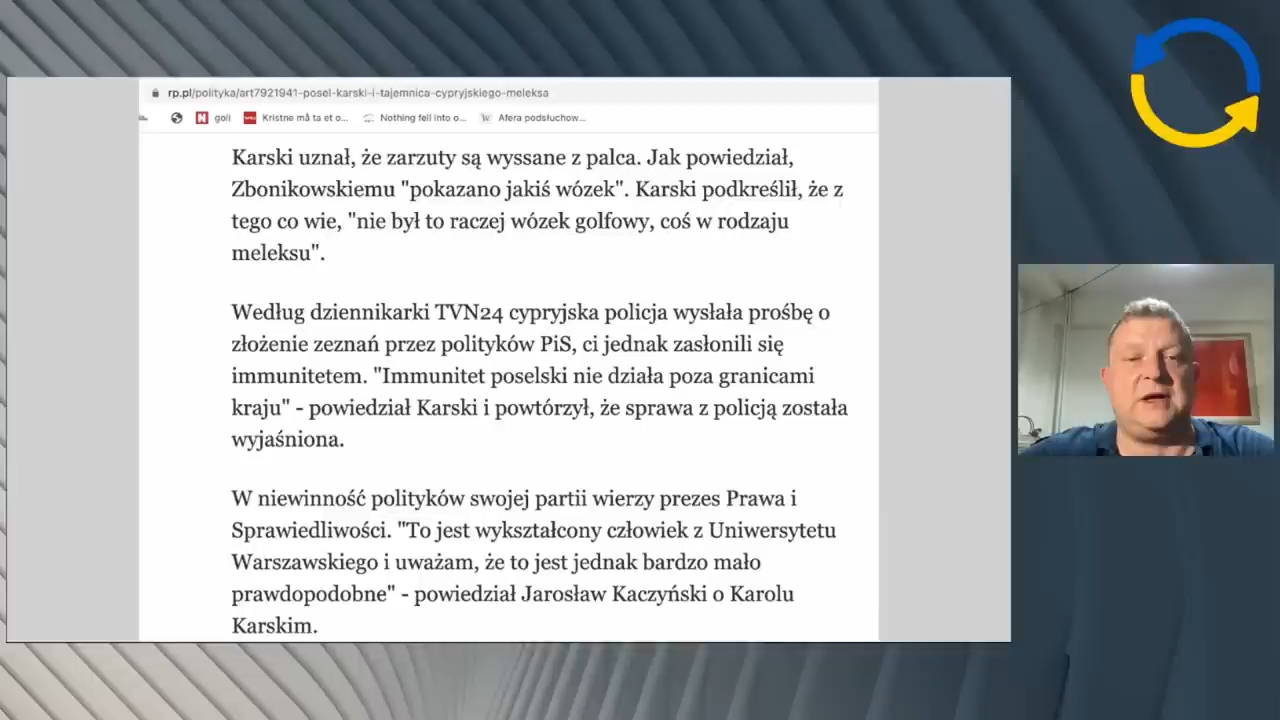 rp.pl/polityka/art7921941-posel-karski-i-tajemnica-cypryjskiego-meleksa
goli Kristne må ta et o... Nothing fell into o... W Afera podsłuchow...
Karski uznał, że zarzuty są wyssane z palca. Jak powiedział,
Zbonikowskiemu "pokazano jakiś wózek". Karski podkreślił, że z
tego co wie, "nie był to raczej wózek golfowy, coś w rodzaju
meleksu".
Według dziennikarki TVN24 cypryjska policja wysłała prośbę o
złożenie zeznań przez polityków PiS, ci jednak zasłonili się
immunitetem. "Immunitet poselski nie działa poza granicami
kraju" - powiedział Karski i powtórzył, że sprawa z policją została
wyjaśniona.
W niewinność polityków swojej partii wierzy prezes Prawa i
Sprawiedliwości. "To jest wykształcony człowiek z Uniwersytetu
Warszawskiego i uważam, że to jest jednak bardzo mało
prawdopodobne" - powiedział Jarosław Kaczyński o Karolu
Karskim.